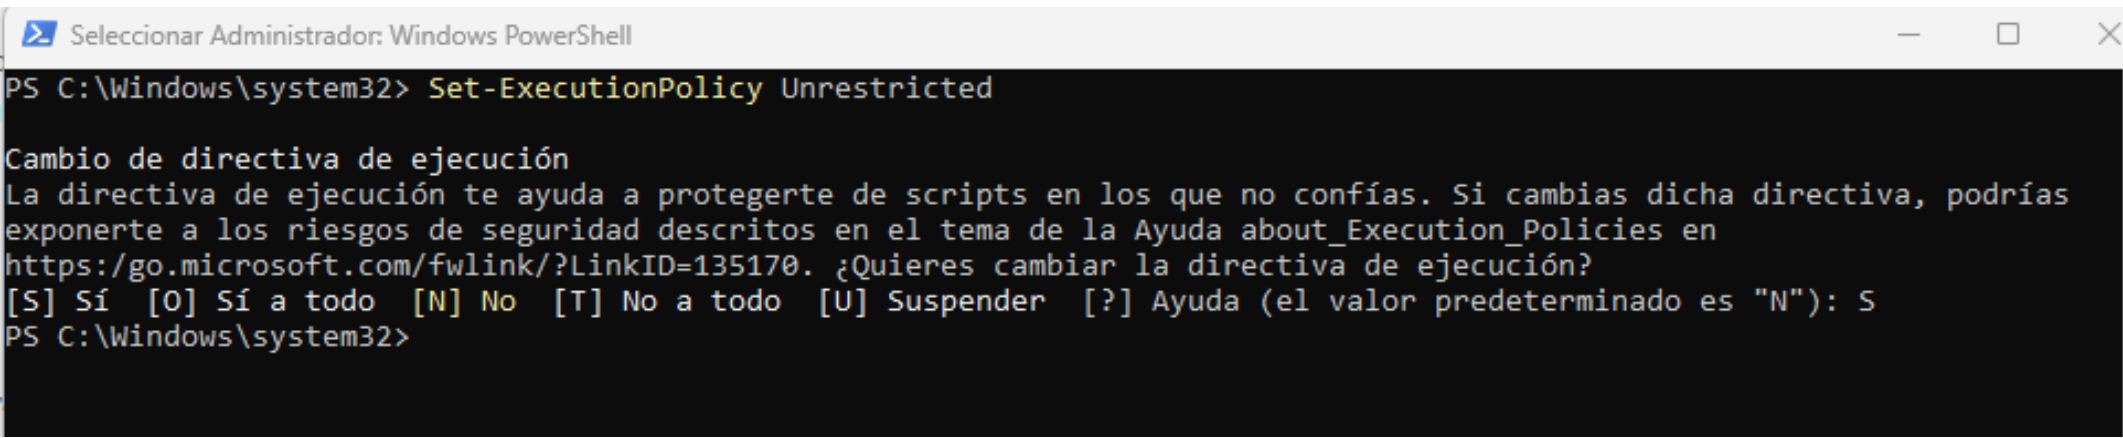 Seleccionar Administrador: Windows PowerShell
PS C:\Windows\system32> Set-ExecutionPolicy Unrestricted
Cambio de directiva de ejecución
La directiva de ejecución te ayuda a protegerte de scripts en los que no confías. Si cambias dicha directiva, podrías
exponerte a los riesgos de seguridad descritos en el tema de la Ayuda about_Execution_Policies en
https:/go.microsoft.com/fwlink/?LinkID=135170. ¿Quieres cambiar la directiva de ejecución?
[S] Sí  [O] Sí a todo  [N] No  [T] No a todo  [U] Suspender  [?] Ayuda (el valor predeterminado es "N"): S
PS C:\Windows\system32>